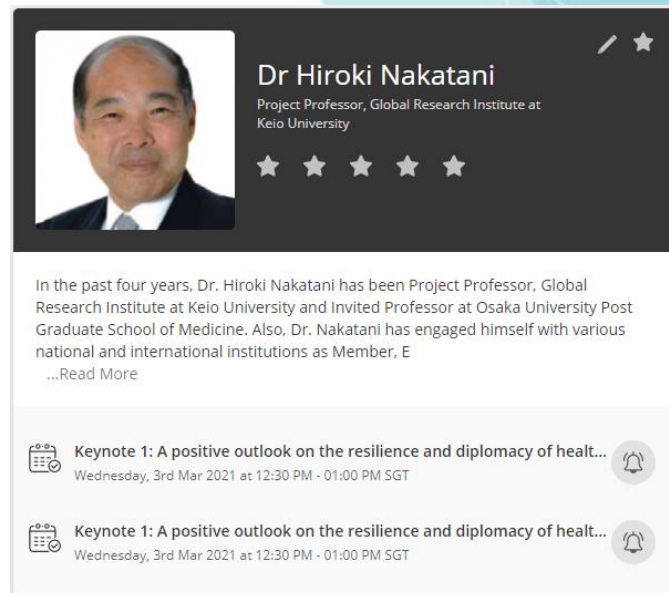 Dr Hiroki Nakatani
Project Professor, Global Research Institute at
Keio University
In the past four years, Dr. Hiroki Nakatani has been Project Professor, Global
Research Institute at Keio University and Invited Professor at Osaka University Post
Graduate School of Medicine. Also, Dr. Nakatani has engaged himself with various
national and international institutions as Member, E
...Read More
Keynote 1: A positive outlook on the resilience and diplomacy of healt...
Wednesday, 3rd Mar 2021 at 12:30 PM - 01:00 PM SGT
Keynote 1: A positive outlook on the resilience and diplomacy of healt...
Wednesday, 3rd Mar 2021 at 12:30 PM - 01:00 PM SGT